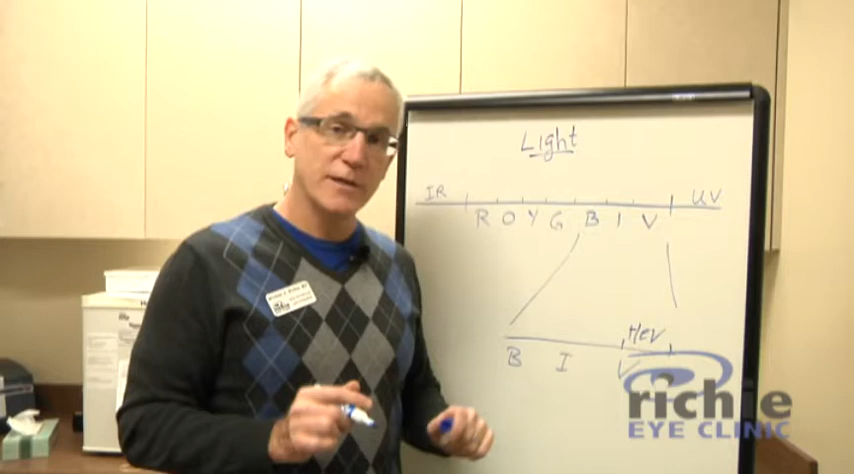 Light
IR UV
R O Y G B I V
HEV
B I V
richie
EYE CLINIC